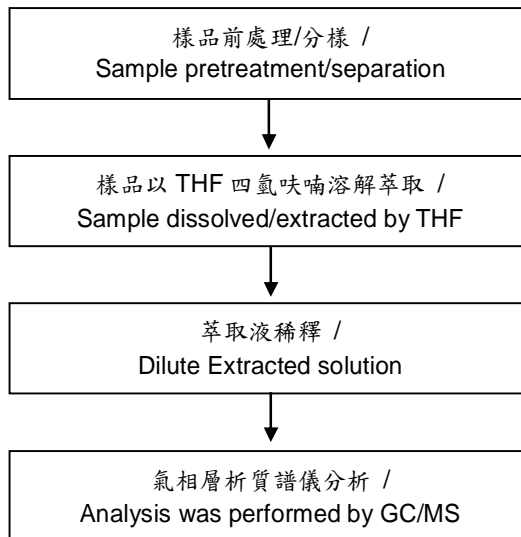 樣品前處理/分樣 /
Sample pretreatment/separation
樣品以 THF 四氫呋喃溶解萃取 /
Sample dissolved/extracted by THF
萃取液稀釋 /
Dilute Extracted solution
氣相層析質譜儀分析 /
Analysis was performed by GC/MS